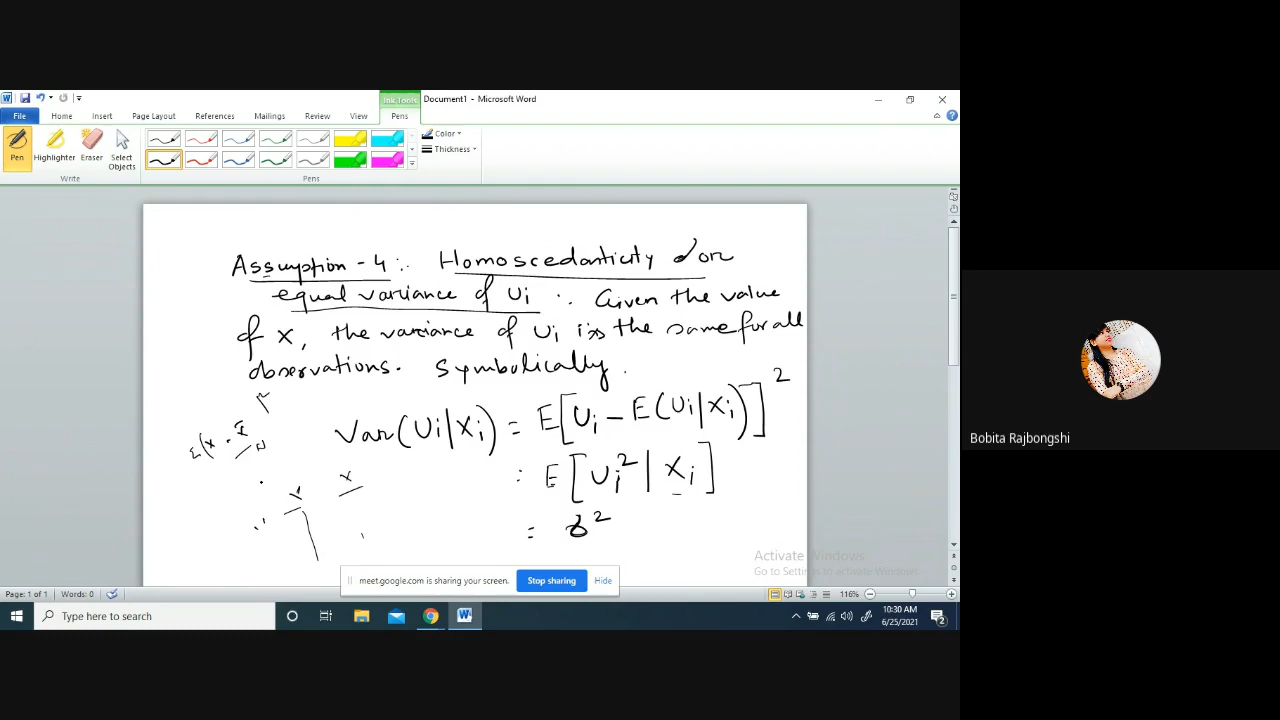 Document1 - Microsoft Word
Ink Tools
File Home Insert Page Layout References Mailings Review View Pens
Pen Highlighter Eraser Select Objects
Color
Thickness
Write Pens
Assumption - 4 :. Homoscedanticity or
equal variance of Ui :. Given the value
of X, the variance of Ui is the same for all
observations. Symbolically.
Var(Ui|Xi) = E[Ui - E(Ui|Xi)]²
: E[Ui²|Xi]
= σ²
Bobita Rajbongshi
Activate Windows
Go to Settings to activate Windows.
meet.google.com is sharing your screen. Stop sharing Hide
Page: 1 of 1 Words: 0 116%
Type here to search
10:30 AM
6/25/2021
2